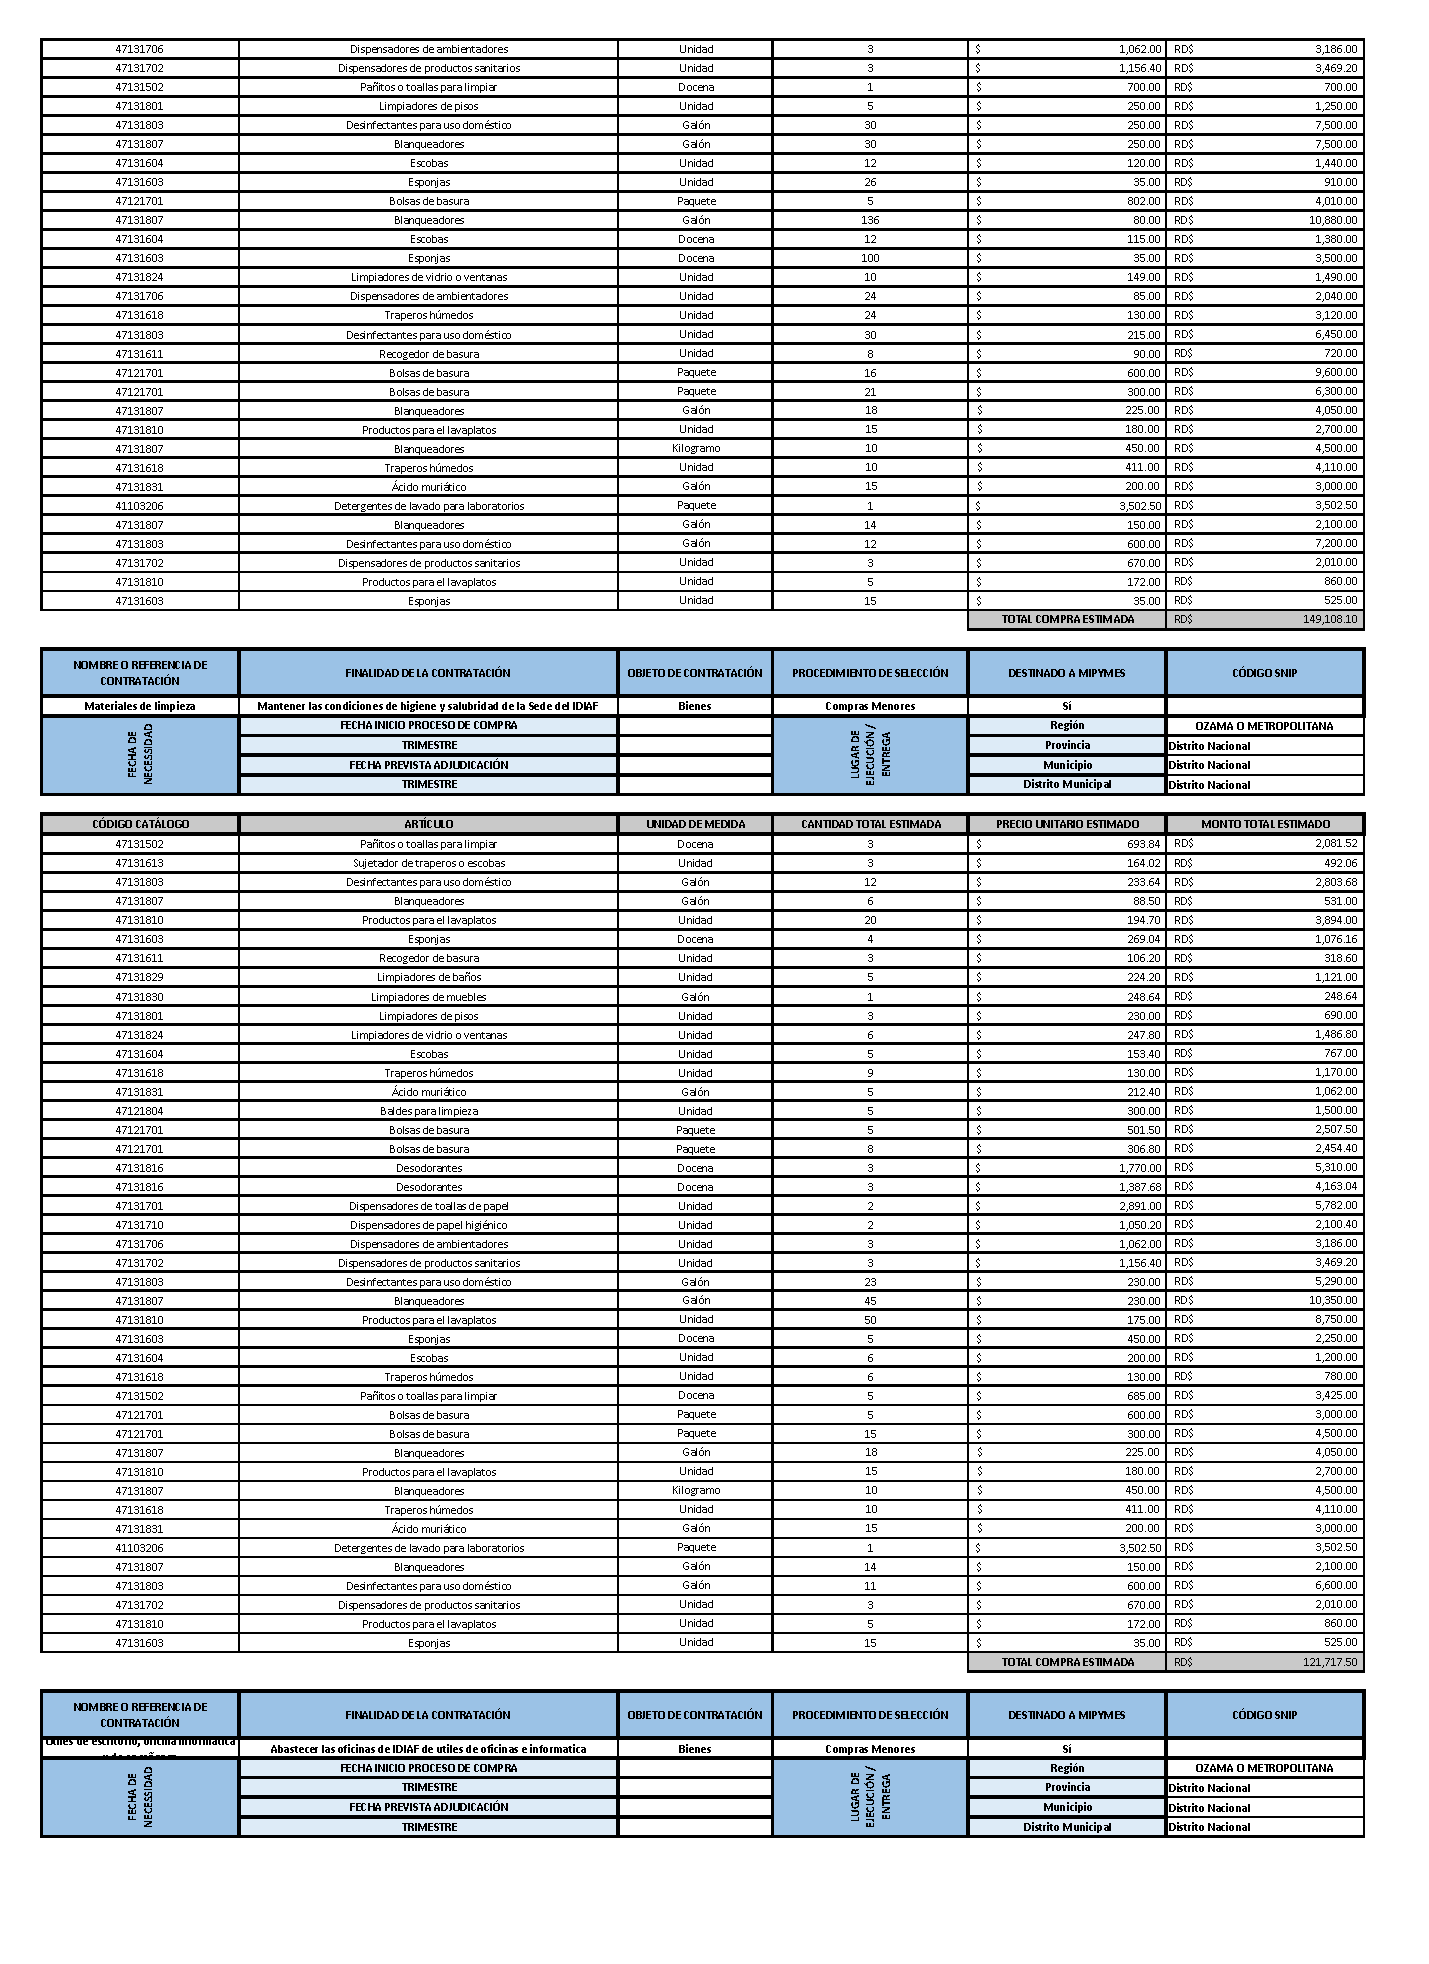 47131706 Dispensadores de ambientadores Unidad 3 $ 1,062.00 RD$ 3,186.00
47131702 Dispensadores de productos sanitarios Unidad 3 $ 1,156.40 RD$ 3,469.20
47131502 Pañitos o toallas para limpiar Docena 1 $ 700.00 RD$ 700.00
47131801 Limpiadores de pisos Unidad 5 $ 250.00 RD$ 1,250.00
47131803 Desinfectantes para uso doméstico Galón 30 $ 250.00 RD$ 7,500.00
47131807 Blanqueadores Galón 30 $ 250.00 RD$ 7,500.00
47131604 Escobas Unidad 12 $ 120.00 RD$ 1,440.00
47131603 Esponjas Unidad 26 $ 35.00 RD$ 910.00
47121701 Bolsas de basura Paquete 5 $ 802.00 RD$ 4,010.00
47131807 Blanqueadores Galón 136 $ 80.00 RD$ 10,880.00
47131604 Escobas Docena 12 $ 115.00 RD$ 1,380.00
47131603 Esponjas Docena 100 $ 35.00 RD$ 3,500.00
47131824 Limpiadores de vidrio o ventanas Unidad 10 $ 149.00 RD$ 1,490.00
47131706 Dispensadores de ambientadores Unidad 24 $ 85.00 RD$ 2,040.00
47131618 Traperos húmedos Unidad 24 $ 130.00 RD$ 3,120.00
47131803 Desinfectantes para uso doméstico Unidad 30 $ 215.00 RD$ 6,450.00
47131611 Recogedor de basura Unidad 8 $ 90.00 RD$ 720.00
47121701 Bolsas de basura Paquete 16 $ 600.00 RD$ 9,600.00
47121701 Bolsas de basura Paquete 21 $ 300.00 RD$ 6,300.00
47131807 Blanqueadores Galón 18 $ 225.00 RD$ 4,050.00
47131810 Productos para el lavaplatos Unidad 15 $ 180.00 RD$ 2,700.00
47131807 Blanqueadores Kilogramo 10 $ 450.00 RD$ 4,500.00
47131618 Traperos húmedos Unidad 10 $ 411.00 RD$ 4,110.00
47131831 Ácido muriático Galón 15 $ 200.00 RD$ 3,000.00
41103206 Detergentes de lavado para laboratorios Paquete 1 $ 3,502.50 RD$ 3,502.50
47131807 Blanqueadores Galón 14 $ 150.00 RD$ 2,100.00
47131803 Desinfectantes para uso doméstico Galón 12 $ 600.00 RD$ 7,200.00
47131702 Dispensadores de productos sanitarios Unidad 3 $ 670.00 RD$ 2,010.00
47131810 Productos para el lavaplatos Unidad 5 $ 172.00 RD$ 860.00
47131603 Esponjas Unidad 15 $ 35.00 RD$ 525.00
TOTAL COMPRA ESTIMADA RD$ 149,108.10
NOMBRE O REFERENCIA DE CONTRATACIÓN FINALIDAD DE LA CONTRATACIÓN OBJETO DE CONTRATACIÓN PROCEDIMIENTO DE SELECCIÓN DESTINADO A MIPYMES CÓDIGO SNIP
Materiales de limpieza Mantener las condiciones de higiene y salubridad de la Sede del IDIAF Bienes Compras Menores Sí
FECHA DE NECESSIDAD FECHA INICIO PROCESO DE COMPRA LUGAR DE EJECUCIÓN / ENTREGA Región OZAMA O METROPOLITANA
TRIMESTRE Provincia Distrito Nacional
FECHA PREVISTA ADJUDICACIÓN Municipio Distrito Nacional
TRIMESTRE Distrito Municipal Distrito Nacional
CÓDIGO CATÁLOGO ARTÍCULO UNIDAD DE MEDIDA CANTIDAD TOTAL ESTIMADA PRECIO UNITARIO ESTIMADO MONTO TOTAL ESTIMADO
47131502 Pañitos o toallas para limpiar Docena 3 $ 693.84 RD$ 2,081.52
47131613 Sujetador de traperos o escobas Unidad 3 $ 164.02 RD$ 492.06
47131803 Desinfectantes para uso doméstico Galón 12 $ 233.64 RD$ 2,803.68
47131807 Blanqueadores Galón 6 $ 88.50 RD$ 531.00
47131810 Productos para el lavaplatos Unidad 20 $ 194.70 RD$ 3,894.00
47131603 Esponjas Docena 4 $ 269.04 RD$ 1,076.16
47131611 Recogedor de basura Unidad 3 $ 106.20 RD$ 318.60
47131829 Limpiadores de baños Unidad 5 $ 224.20 RD$ 1,121.00
47131830 Limpiadores de muebles Galón 1 $ 248.64 RD$ 248.64
47131801 Limpiadores de pisos Unidad 3 $ 230.00 RD$ 690.00
47131824 Limpiadores de vidrio o ventanas Unidad 6 $ 247.80 RD$ 1,486.80
47131604 Escobas Unidad 5 $ 153.40 RD$ 767.00
47131618 Traperos húmedos Unidad 9 $ 130.00 RD$ 1,170.00
47131831 Ácido muriático Galón 5 $ 212.40 RD$ 1,062.00
47121804 Baldes para limpieza Unidad 5 $ 300.00 RD$ 1,500.00
47121701 Bolsas de basura Paquete 5 $ 501.50 RD$ 2,507.50
47121701 Bolsas de basura Paquete 8 $ 306.80 RD$ 2,454.40
47131816 Desodorantes Docena 3 $ 1,770.00 RD$ 5,310.00
47131816 Desodorantes Docena 3 $ 1,387.68 RD$ 4,163.04
47131701 Dispensadores de toallas de papel Unidad 2 $ 2,891.00 RD$ 5,782.00
47131710 Dispensadores de papel higiénico Unidad 2 $ 1,050.20 RD$ 2,100.40
47131706 Dispensadores de ambientadores Unidad 3 $ 1,062.00 RD$ 3,186.00
47131702 Dispensadores de productos sanitarios Unidad 3 $ 1,156.40 RD$ 3,469.20
47131803 Desinfectantes para uso doméstico Galón 23 $ 230.00 RD$ 5,290.00
47131807 Blanqueadores Galón 45 $ 230.00 RD$ 10,350.00
47131810 Productos para el lavaplatos Unidad 50 $ 175.00 RD$ 8,750.00
47131603 Esponjas Docena 5 $ 450.00 RD$ 2,250.00
47131604 Escobas Unidad 6 $ 200.00 RD$ 1,200.00
47131618 Traperos húmedos Unidad 6 $ 130.00 RD$ 780.00
47131502 Pañitos o toallas para limpiar Docena 5 $ 685.00 RD$ 3,425.00
47121701 Bolsas de basura Paquete 5 $ 600.00 RD$ 3,000.00
47121701 Bolsas de basura Paquete 15 $ 300.00 RD$ 4,500.00
47131807 Blanqueadores Galón 18 $ 225.00 RD$ 4,050.00
47131810 Productos para el lavaplatos Unidad 15 $ 180.00 RD$ 2,700.00
47131807 Blanqueadores Kilogramo 10 $ 450.00 RD$ 4,500.00
47131618 Traperos húmedos Unidad 10 $ 411.00 RD$ 4,110.00
47131831 Ácido muriático Galón 15 $ 200.00 RD$ 3,000.00
41103206 Detergentes de lavado para laboratorios Paquete 1 $ 3,502.50 RD$ 3,502.50
47131807 Blanqueadores Galón 14 $ 150.00 RD$ 2,100.00
47131803 Desinfectantes para uso doméstico Galón 11 $ 600.00 RD$ 6,600.00
47131702 Dispensadores de productos sanitarios Unidad 3 $ 670.00 RD$ 2,010.00
47131810 Productos para el lavaplatos Unidad 5 $ 172.00 RD$ 860.00
47131603 Esponjas Unidad 15 $ 35.00 RD$ 525.00
TOTAL COMPRA ESTIMADA RD$ 121,717.50
NOMBRE O REFERENCIA DE CONTRATACIÓN FINALIDAD DE LA CONTRATACIÓN OBJETO DE CONTRATACIÓN PROCEDIMIENTO DE SELECCIÓN DESTINADO A MIPYMES CÓDIGO SNIP
Utiles de escritorio, oficina informatica Abastecer las oficinas de IDIAF de utiles de oficinas e informatica Bienes Compras Menores Sí
FECHA DE NECESSIDAD FECHA INICIO PROCESO DE COMPRA LUGAR DE EJECUCIÓN / ENTREGA Región OZAMA O METROPOLITANA
TRIMESTRE Provincia Distrito Nacional
FECHA PREVISTA ADJUDICACIÓN Municipio Distrito Nacional
TRIMESTRE Distrito Municipal Distrito Nacional